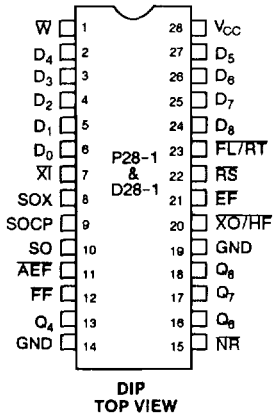 W̅ 1 28 VCC
D4 2 27 D5
D3 3 26 D6
D2 4 25 D7
D1 5 24 D8
D0 6 23 F̅L̅/R̅T̅
X̅I̅ 7 22 R̅S̅
SOX 8 21 E̅F̅
SOCP 9 20 X̅O̅/H̅F̅
SO 10 19 GND
A̅E̅F̅ 11 18 Q8
F̅F̅ 12 17 Q7
Q4 13 16 Q6
GND 14 15 N̅R̅
P28-1
&
D28-1
DIP
TOP VIEW